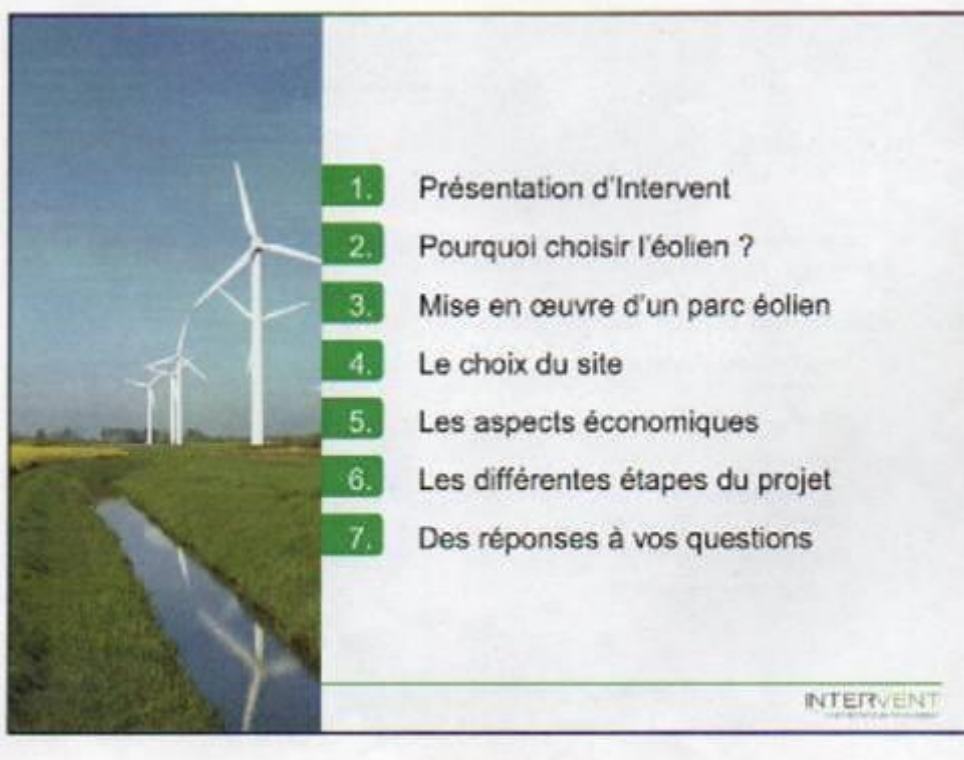 1. Présentation d'Intervent
2. Pourquoi choisir l'éolien ?
3. Mise en œuvre d'un parc éolien
4. Le choix du site
5. Les aspects économiques
6. Les différentes étapes du projet
7. Des réponses à vos questions
INTERVENT